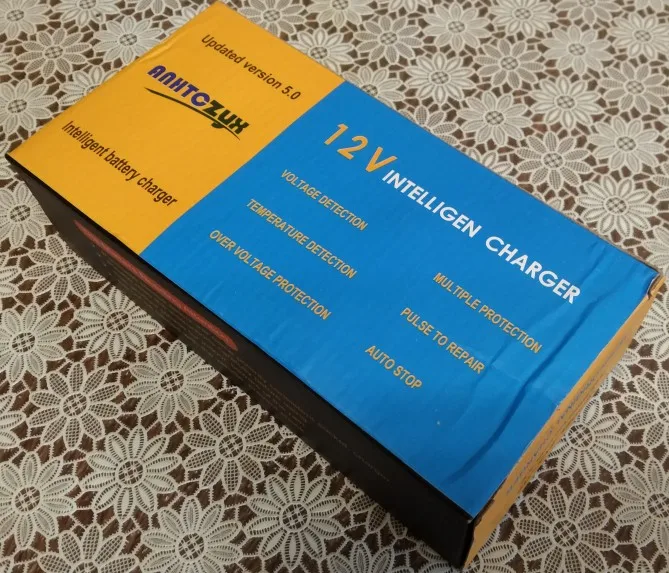 Updated version 5.0
ANHTCZYX
Intelligent battery charger
12V INTELLIGEN CHARGER
VOLTAGE DETECTION
TEMPERATURE DETECTION
OVER VOLTAGE PROTECTION
MULTIPLE PROTECTION
PULSE TO REPAIR
AUTO STOP